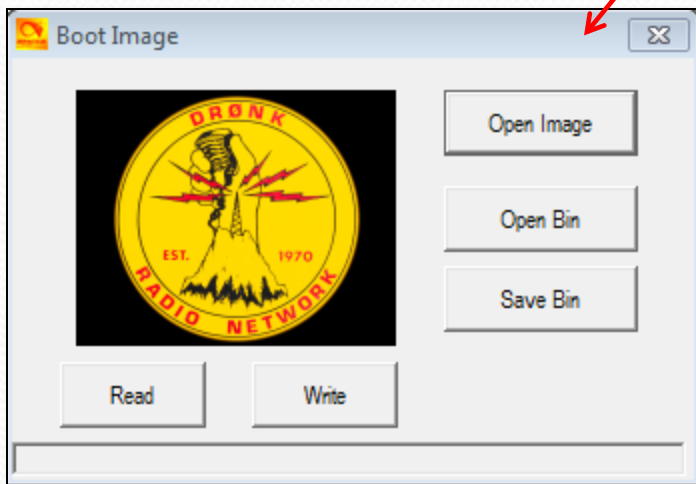 Boot Image
DRØNK
EST. 1970
RADIO NETWORK
Open Image
Open Bin
Save Bin
Read Write